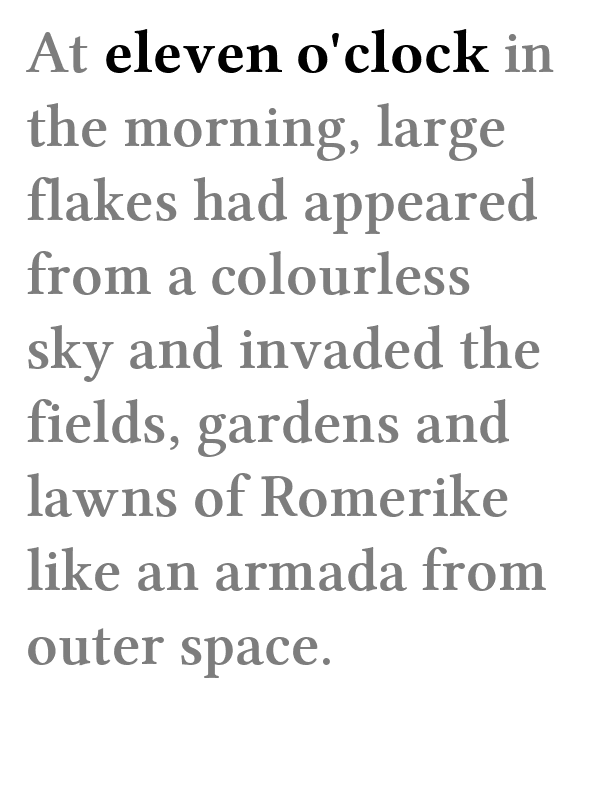 At eleven o'clock in
the morning, large
flakes had appeared
from a colourless
sky and invaded the
fields, gardens and
lawns of Romerike
like an armada from
outer space.